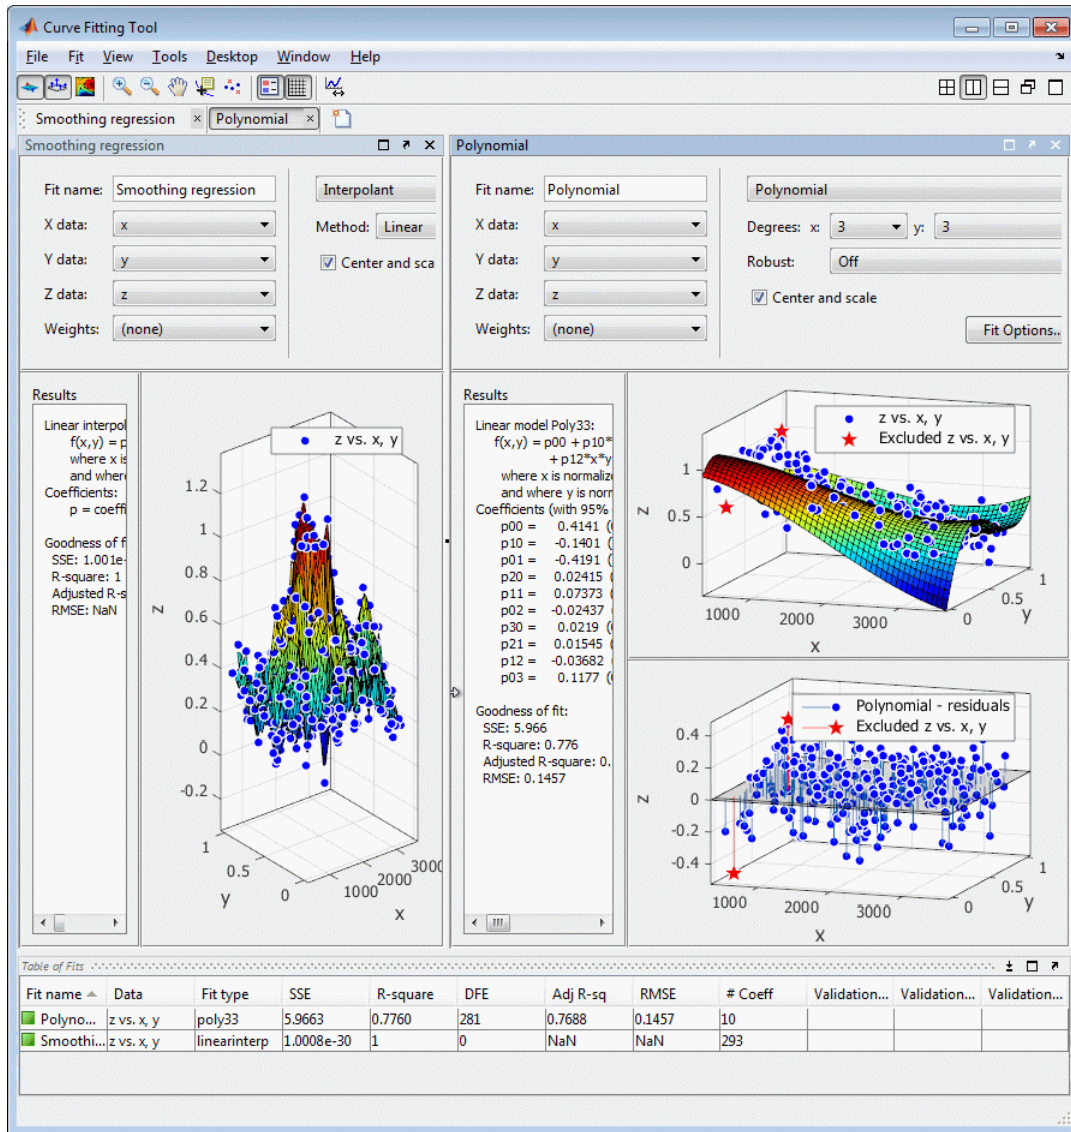 Curve Fitting Tool
File Fit View Tools Desktop Window Help
Smoothing regression × Polynomial ×
Smoothing regression
Fit name: Smoothing regression
X data: x
Y data: y
Z data: z
Weights: (none)
Interpolant
Method: Linear
Center and sca
Results
Linear interpol
f(x,y) = p
where x is
and where
Coefficients:
p = coeffi
Goodness of f
SSE: 1.001e-
R-square: 1
Adjusted R-s
RMSE: NaN
z vs. x, y
1.2
1
0.8
0.6
0.4
0.2
0
-0.2
z
1
0.5
0
y
1000
2000
3000
x
Polynomial
Fit name: Polynomial
X data: x
Y data: y
Z data: z
Weights: (none)
Polynomial
Degrees: x: 3 y: 3
Robust: Off
Center and scale
Fit Options..
Results
Linear model Poly33:
f(x,y) = p00 + p10*
+ p12*x*y
where x is normalize
and where y is norm
Coefficients (with 95%
p00 = 0.4141 (
p10 = -0.1401 (
p01 = -0.4191 (
p20 = 0.02415 (
p11 = 0.07373 (
p02 = -0.02437 (
p30 = 0.0219 (
p21 = 0.01545 (
p12 = -0.03682 (
p03 = 0.1177 (
Goodness of fit:
SSE: 5.966
R-square: 0.776
Adjusted R-square: 0.
RMSE: 0.1457
z vs. x, y
Excluded z vs. x, y
1
0.5
0
z
1000
2000
3000
x
0
0.5
1
y
Polynomial - residuals
Excluded z vs. x, y
0.4
0.2
0
-0.2
-0.4
z
1000
2000
3000
x
0
0.5
1
y
Table of Fits
Fit name Data Fit type SSE R-square DFE Adj R-sq RMSE # Coeff Validation... Validation... Validation...
Polyno... z vs. x, y poly33 5.9663 0.7760 281 0.7688 0.1457 10
Smoothi... z vs. x, y linearinterp 1.0008e-30 1 0 NaN NaN 293